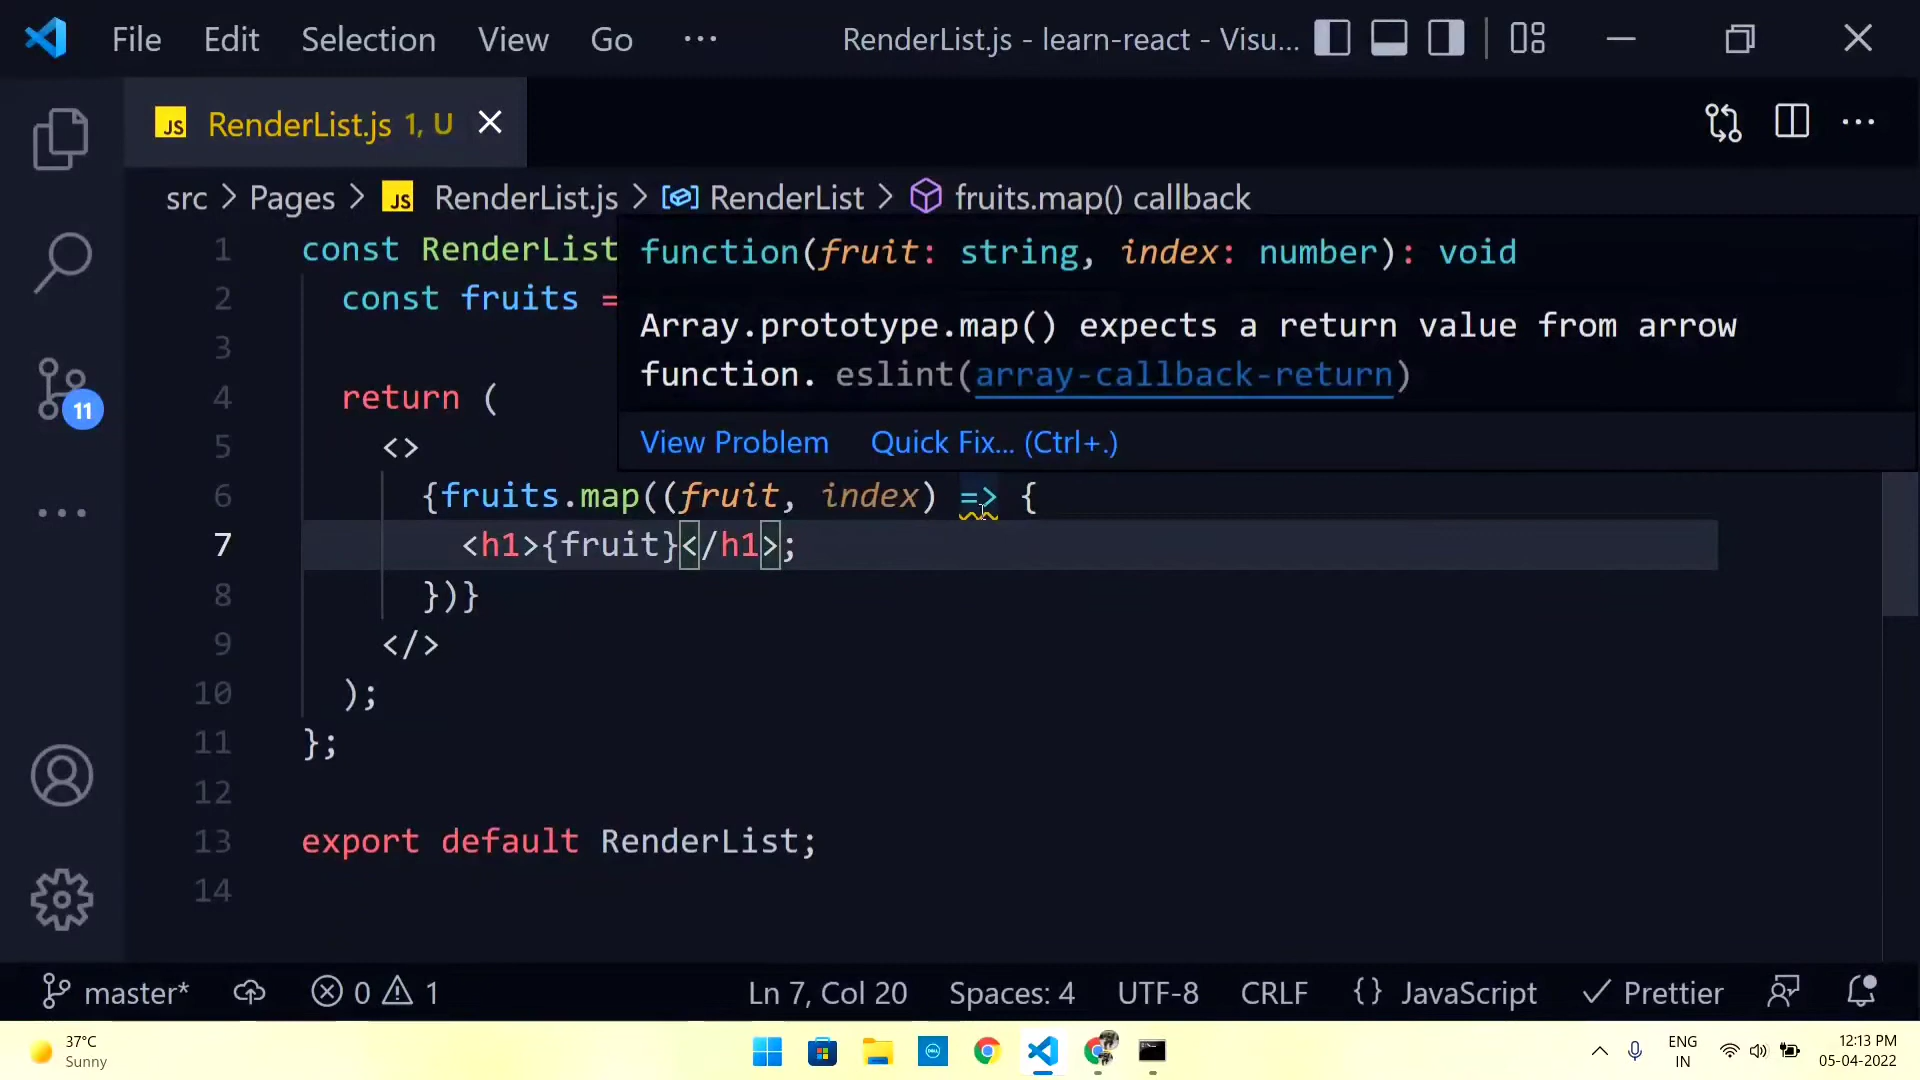 File Edit Selection View Go ... RenderList.js - learn-react - Visu...
JS RenderList.js 1, U
src > Pages > JS RenderList.js > RenderList > fruits.map() callback
1 const RenderList
function(fruit: string, index: number): void
2 const fruits =
Array.prototype.map() expects a return value from arrow
3
function. eslint(array-callback-return)
4 return (
11
View Problem Quick Fix... (Ctrl+.)
5 <>
6 {fruits.map((fruit, index) => {
7 <h1>{fruit}</h1>;
8 })}
9 </>
10 );
11 };
12
13 export default RenderList;
14
master* 0 1 Ln 7, Col 20 Spaces: 4 UTF-8 CRLF {} JavaScript Prettier
37°C
Sunny
DELL
ENG
IN
12:13 PM
05-04-2022